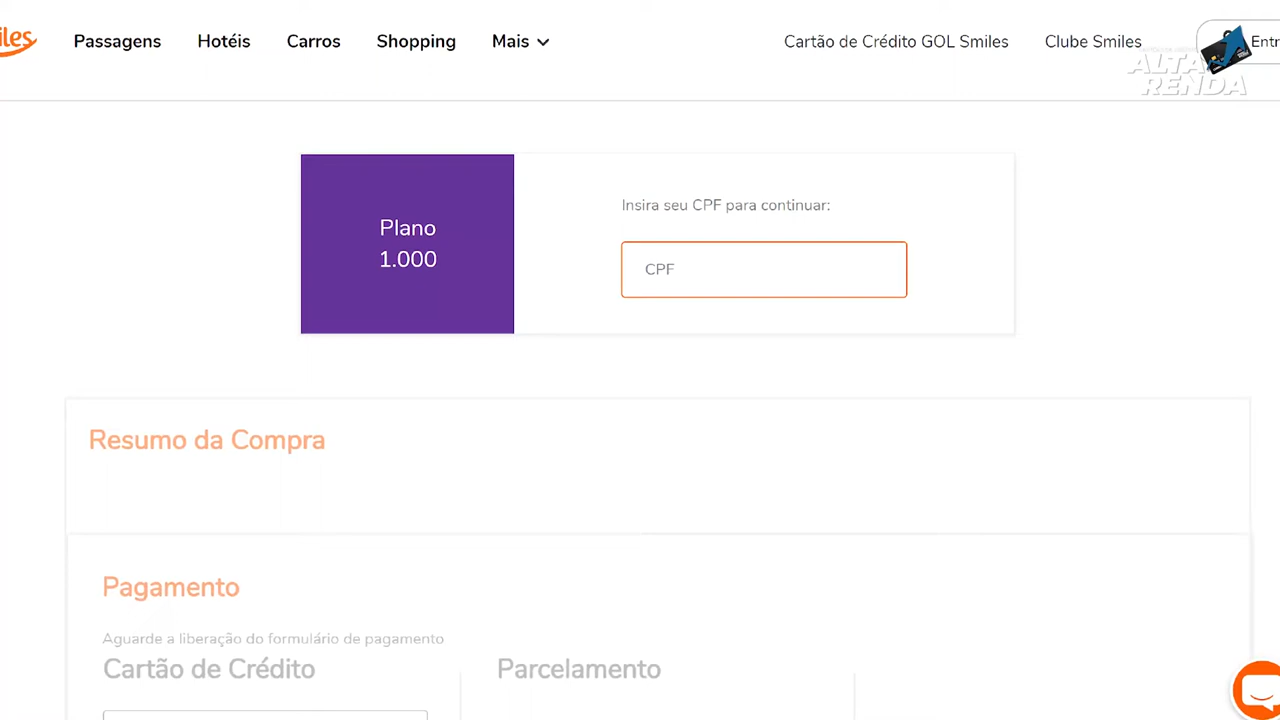 iles
Passagens Hotéis Carros Shopping Mais Cartão de Crédito GOL Smiles Clube Smiles Entr
ALTA
RENDA
Plano
1.000
Insira seu CPF para continuar:
CPF
Resumo da Compra
Pagamento
Aguarde a liberação do formulário de pagamento
Cartão de Crédito Parcelamento